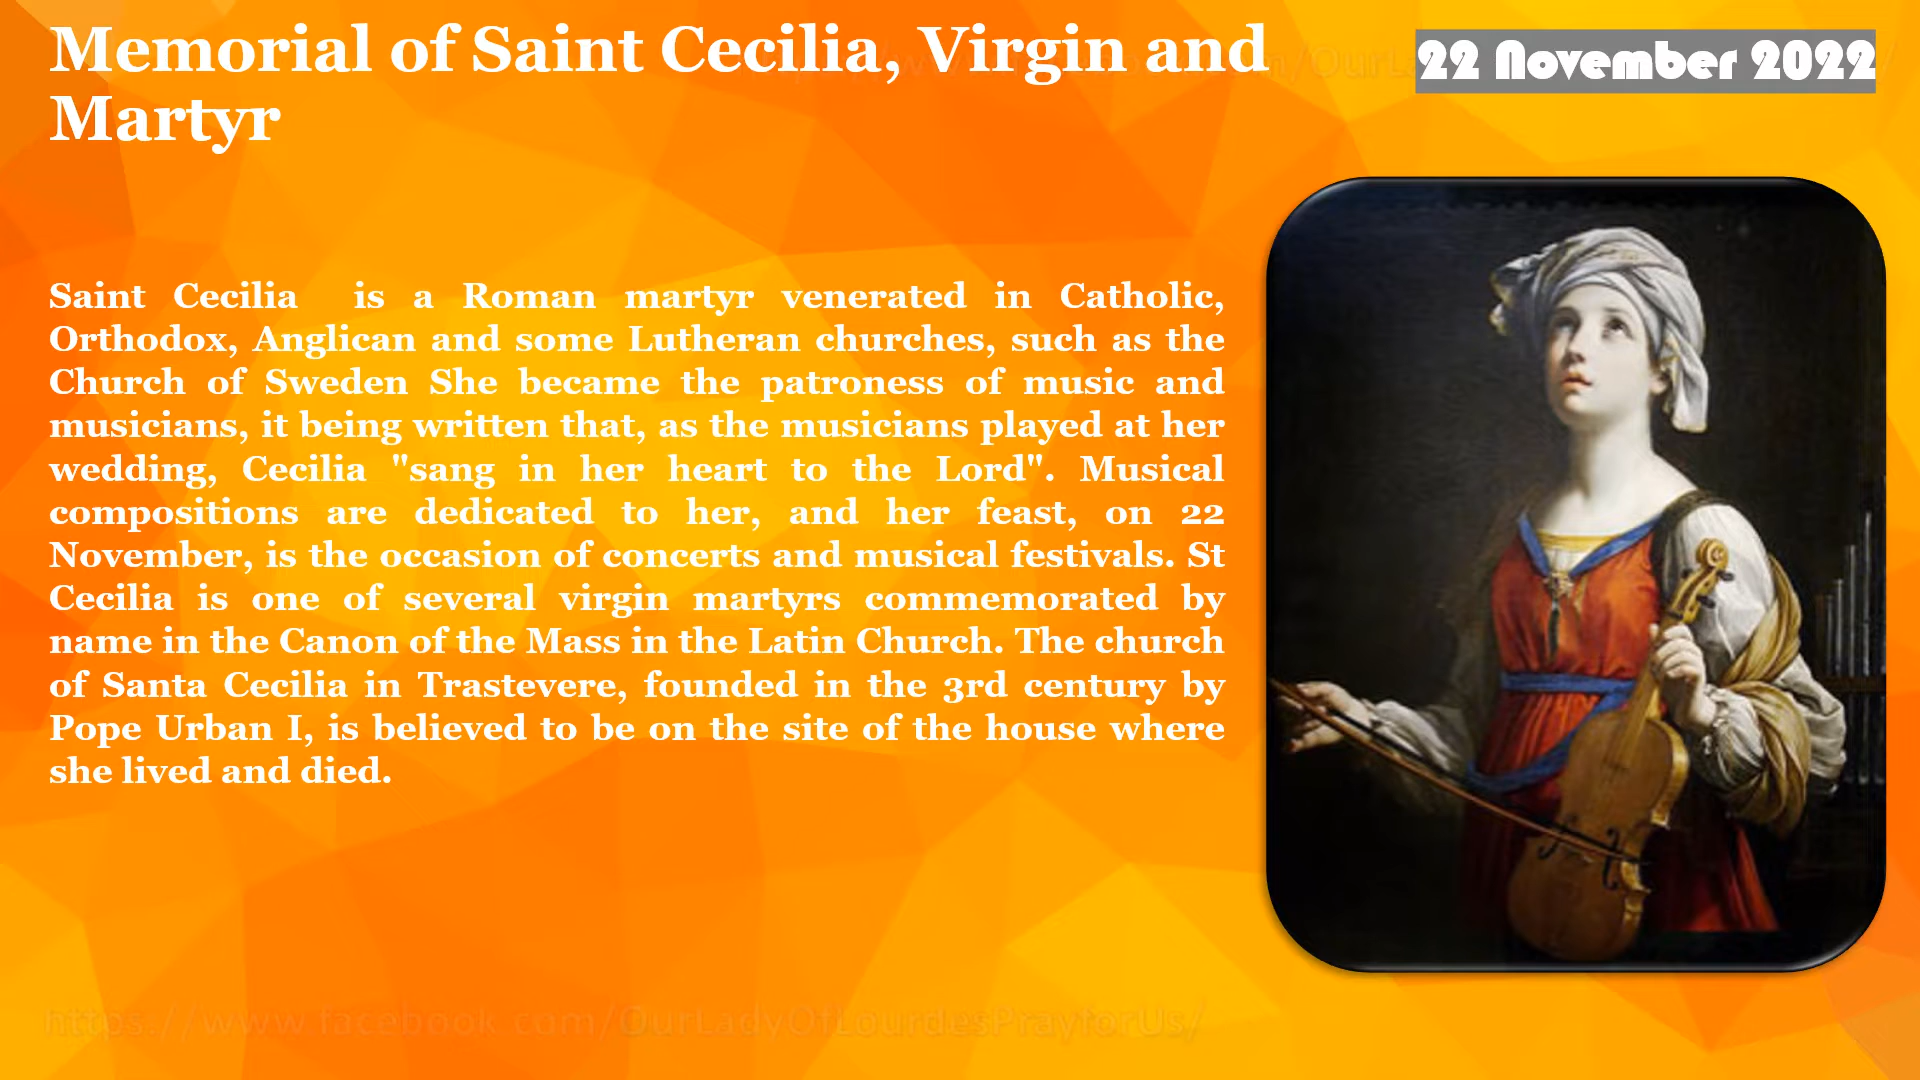 Memorial of Saint Cecilia, Virgin and
Martyr
22 November 2022
Saint Cecilia is a Roman martyr venerated in Catholic,
Orthodox, Anglican and some Lutheran churches, such as the
Church of Sweden She became the patroness of music and
musicians, it being written that, as the musicians played at her
wedding, Cecilia "sang in her heart to the Lord". Musical
compositions are dedicated to her, and her feast, on 22
November, is the occasion of concerts and musical festivals. St
Cecilia is one of several virgin martyrs commemorated by
name in the Canon of the Mass in the Latin Church. The church
of Santa Cecilia in Trastevere, founded in the 3rd century by
Pope Urban I, is believed to be on the site of the house where
she lived and died.
https://www.facebook.com/OurLadyOfLourdesPrayforUs/